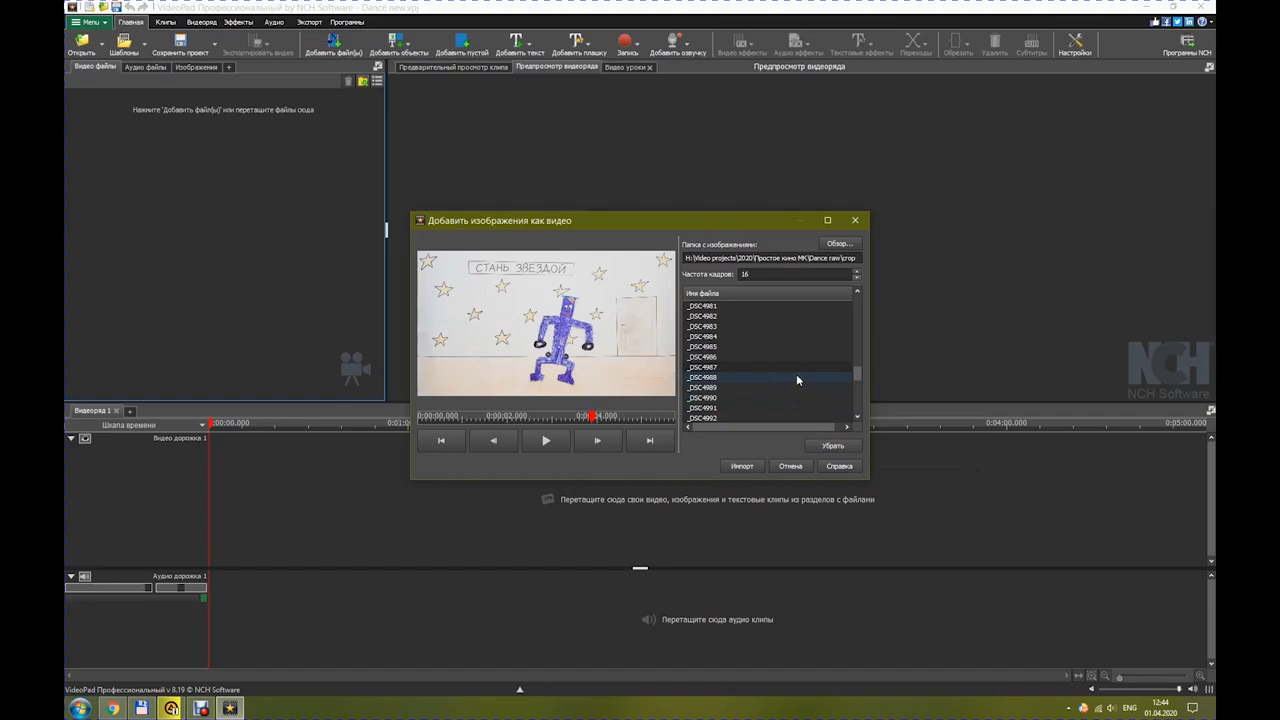 VideoPad Профессиональный by NCH Software - Dance new.vpj
Menu Главная Клипы Видеоряд Эффекты Аудио Экспорт Программы
Открыть Шаблоны Сохранить проект Экспортировать видео Добавить файл(ы) Добавить объекты Добавить пустой Добавить текст Добавить плашку Запись Добавить озвучку Видео эффекты Аудио эффекты Текстовые эффекты Переходы Обрезать Удалить Субтитры Настройки Программы NCH
Видео файлы Аудио файлы Изображения + Предварительный просмотр клипа Предпросмотр видеоряда Видео уроки Предпросмотр видеоряда
Нажмите 'Добавить файл(ы)' или перетащите файлы сюда
Добавить изображения как видео
Папка с изображениями: Обзор...
H:\Video projects\2020\Простое кино МК\Dance raw\crop
Частота кадров: 16
Имя файла
СТАНЬ ЗВЕЗДОЙ
_DSC4981
_DSC4982
_DSC4983
_DSC4984
_DSC4985
_DSC4986
_DSC4987
_DSC4988
_DSC4989
_DSC4990
_DSC4991
_DSC4992
0:00:00,000 0:00:02,000 0:00:04,000
Убрать
Импорт Отмена Справка
NCH
NCH Software
Видеоряд 1 +
Шкала времени 0:00:00.000 0:04:00.000 0:05:00.000
Видео дорожка 1
Перетащите сюда свои видео, изображения и текстовые клипы из разделов с файлами
Аудио дорожка 1
Перетащите сюда аудио клипы
VideoPad Профессиональный v 8.19 © NCH Software
ENG
12:44
01.04.2020